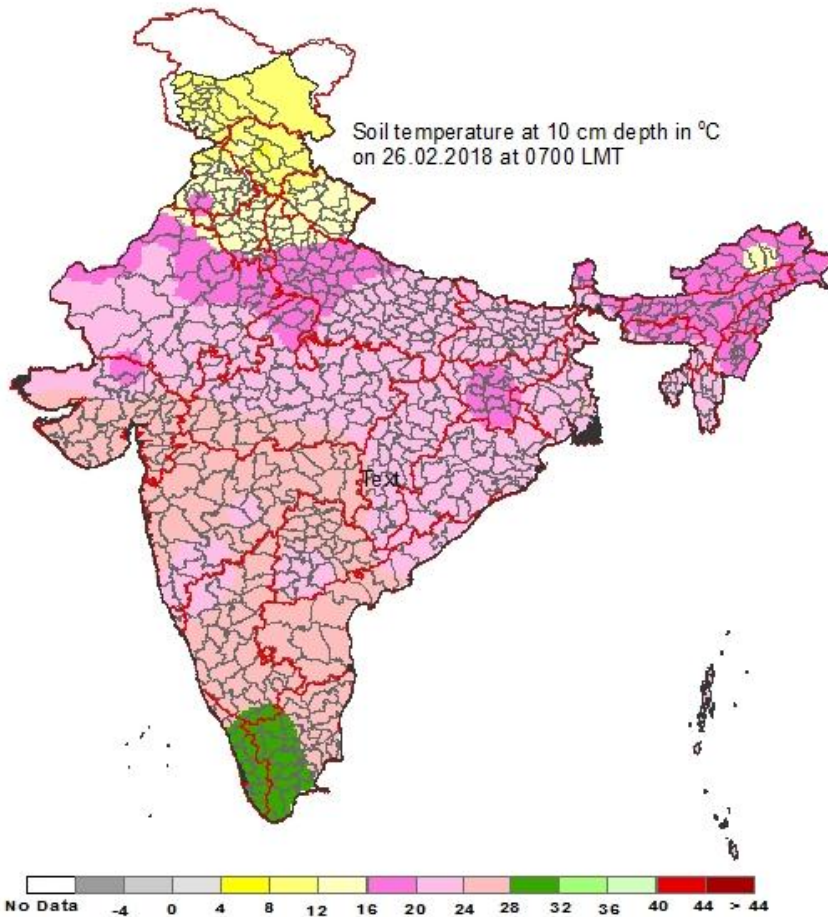 Soil temperature at 10 cm depth in ºC
on 26.02.2018 at 0700 LMT
Text
No Data -4 0 4 8 12 16 20 24 28 32 36 40 44 > 44